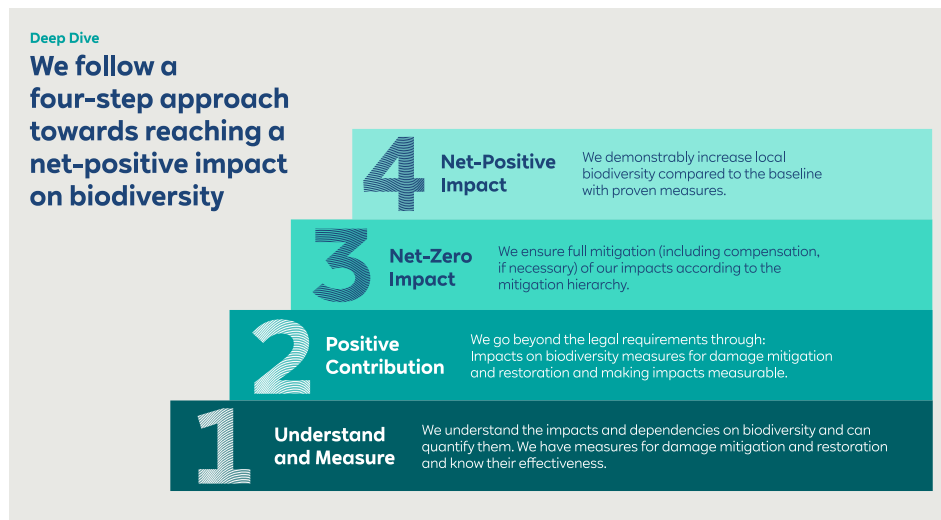 Deep Dive
We follow a
four-step approach
towards reaching a
net-positive impact
on biodiversity
4
Net-Positive
Impact
We demonstrably increase local
biodiversity compared to the baseline
with proven measures.
3
Net-Zero
Impact
We ensure full mitigation (including compensation,
if necessary) of our impacts according to the
mitigation hierarchy.
2
Positive
Contribution
We go beyond the legal requirements through:
Impacts on biodiversity measures for damage mitigation
and restoration and making impacts measurable.
1
Understand
and Measure
We understand the impacts and dependencies on biodiversity and can
quantify them. We have measures for damage mitigation and restoration
and know their effectiveness.